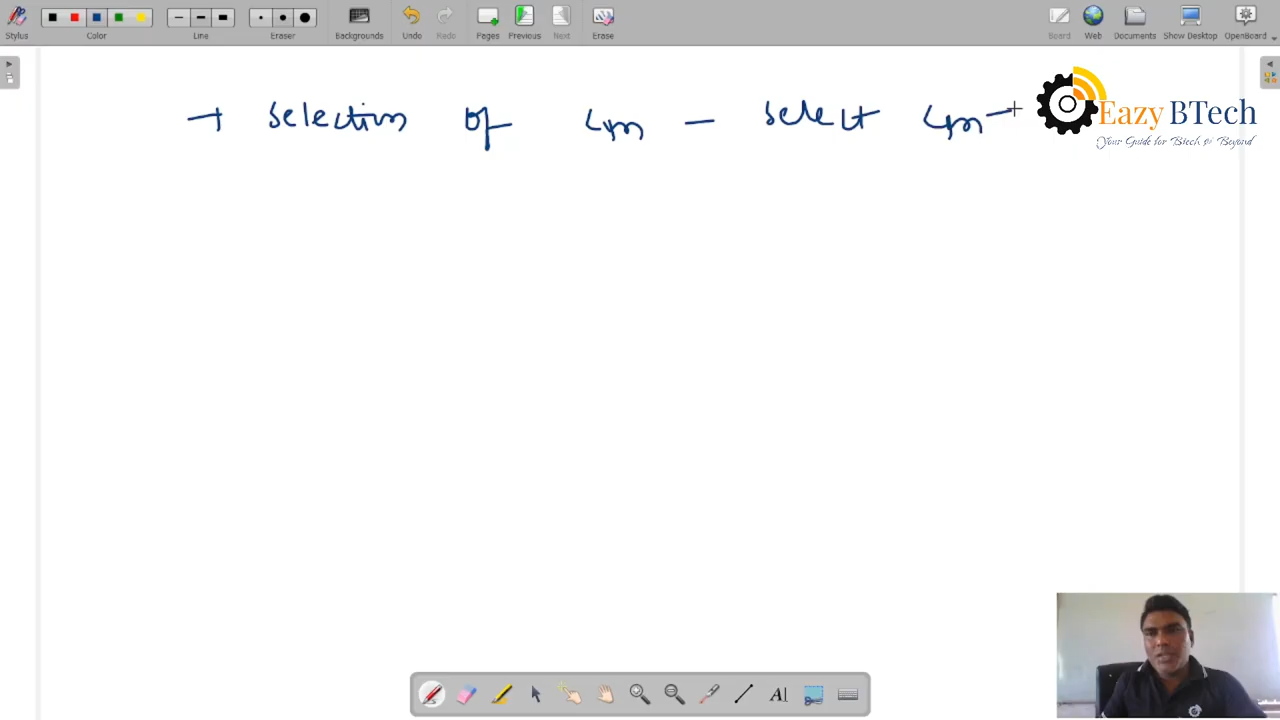 Stylus
Color
Line
Eraser
Backgrounds
Undo
Redo
Pages
Previous
Next
Erase
Board
Web
Documents
Show Desktop
OpenBoard
→ Selection of Lm – Select Lm –
Eazy BTech
Your Guide for Btech & Beyond
A